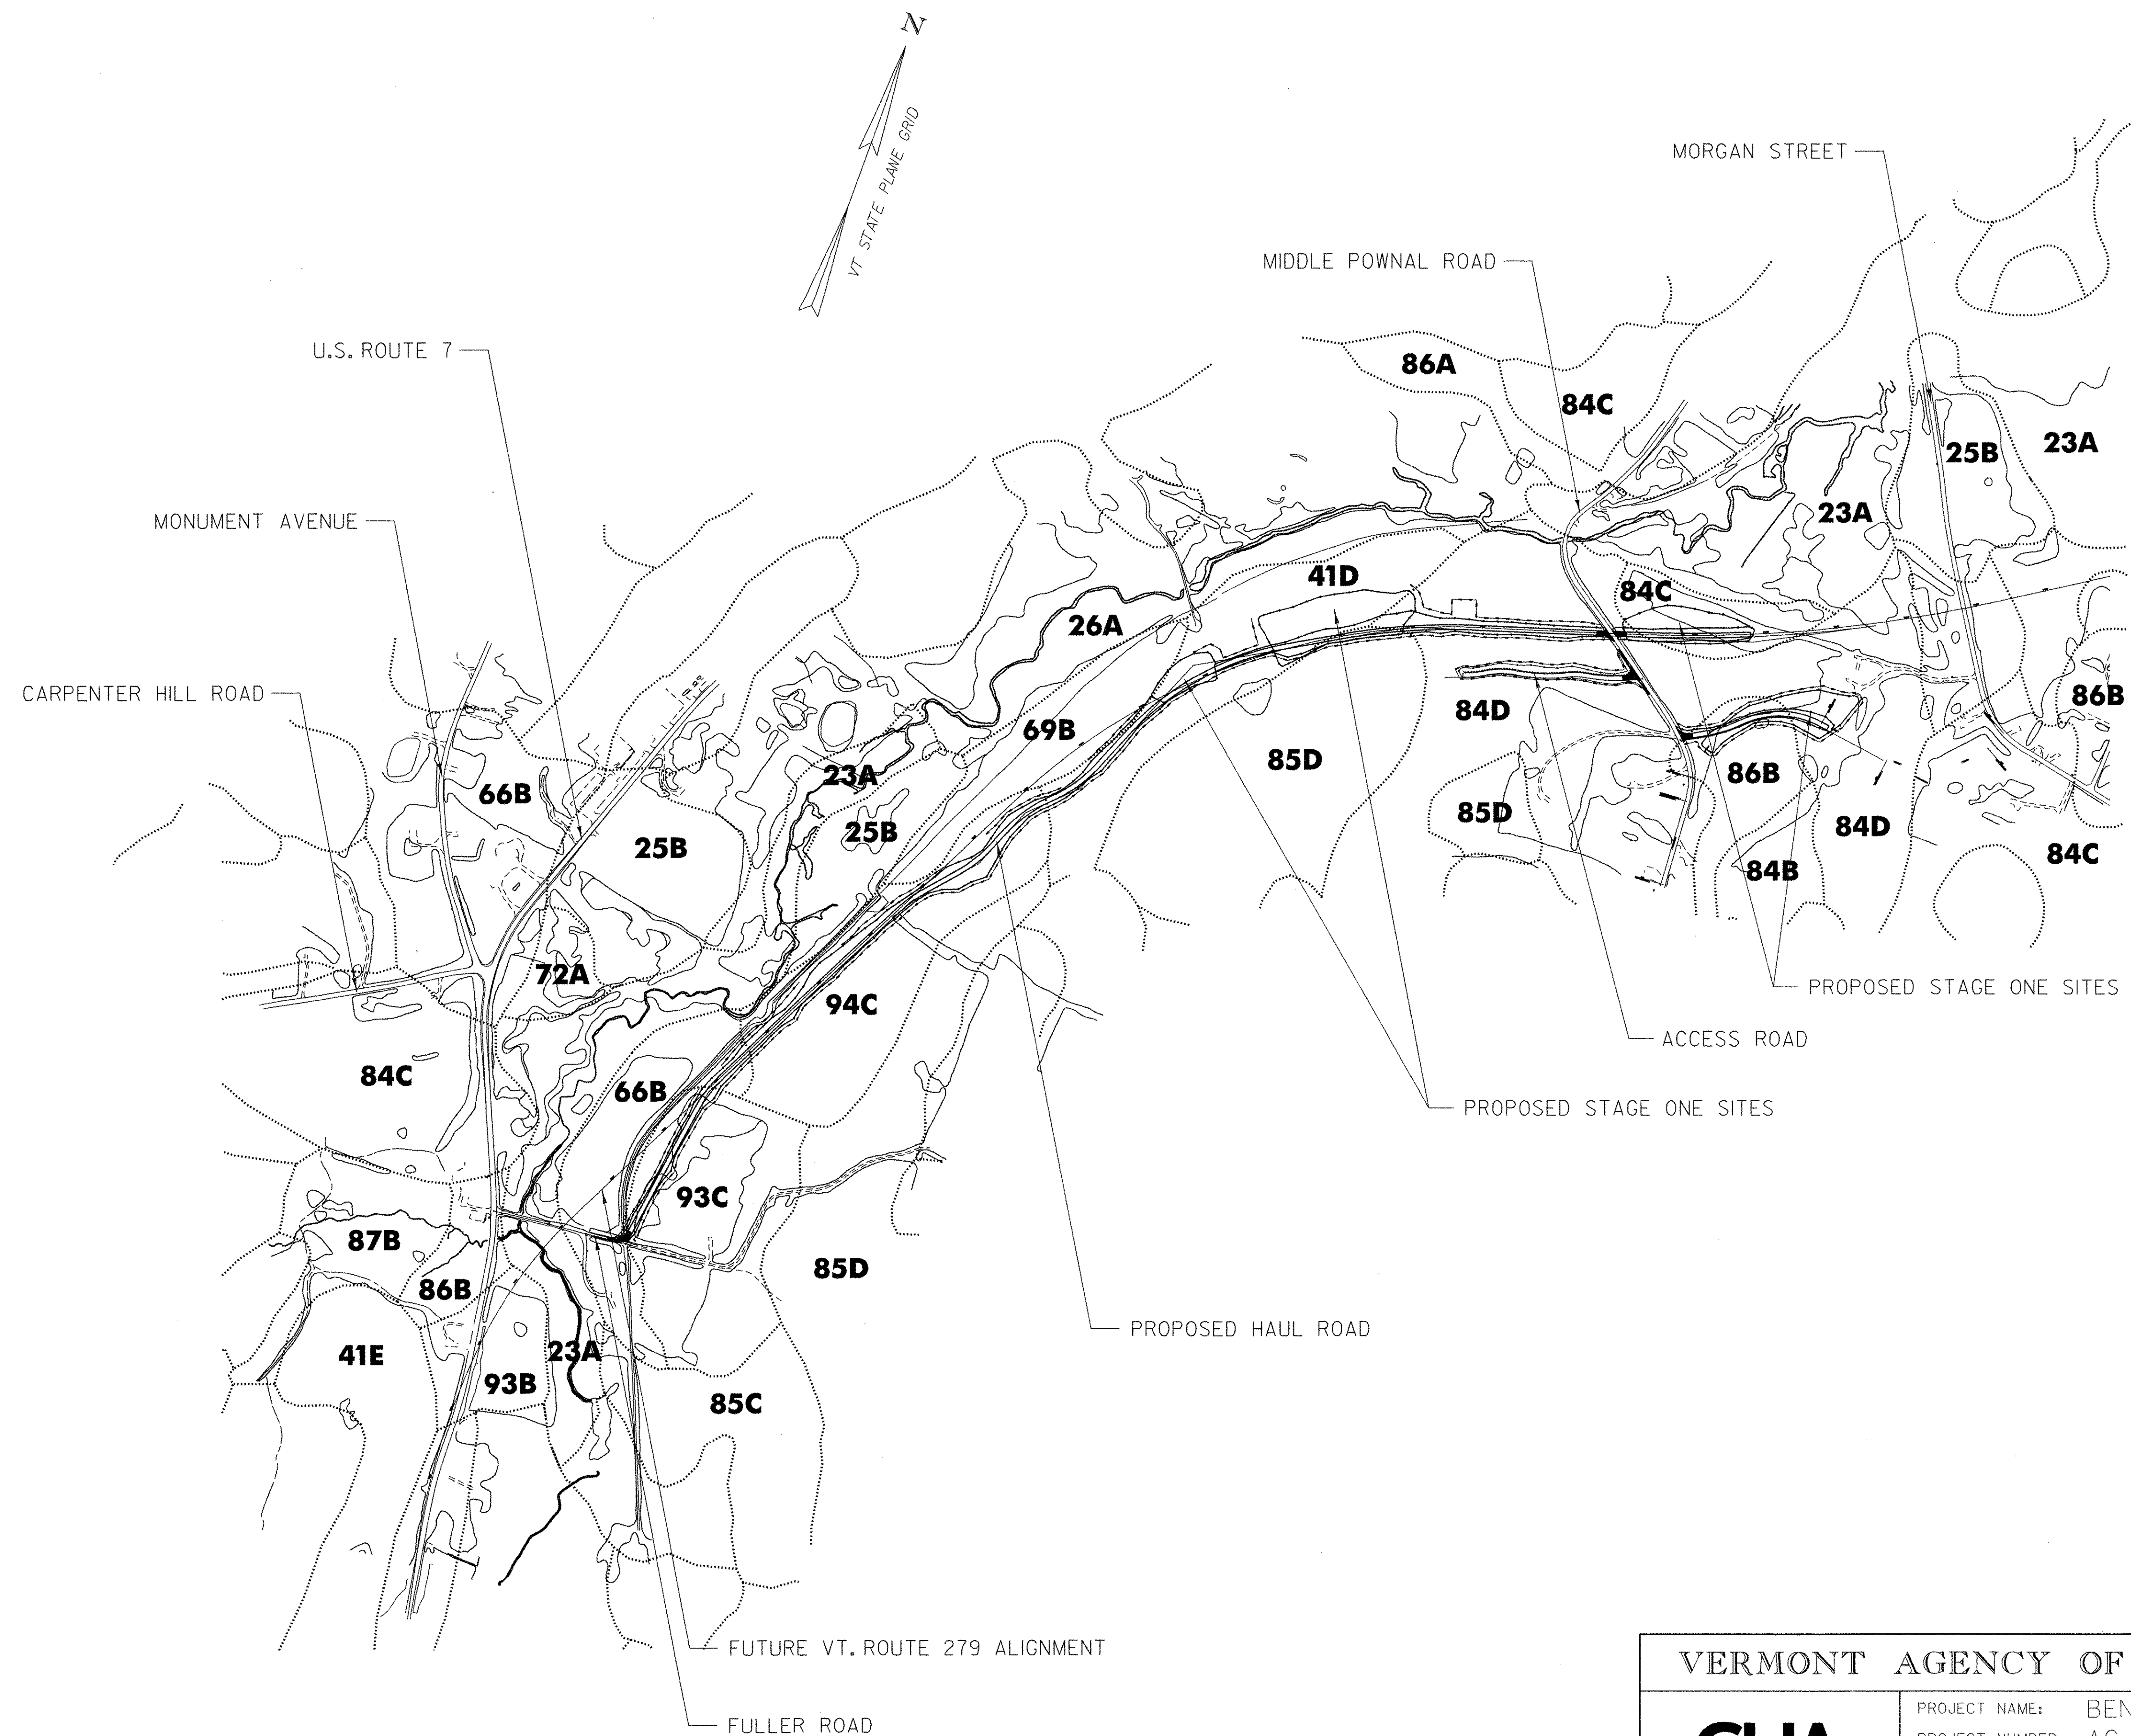 N
VT STATE PLANE GRID
MORGAN STREET
MIDDLE POWNAL ROAD
U.S. ROUTE 7
86A
84C
25B
23A
23A
MONUMENT AVENUE
41D
84C
26A
CARPENTER HILL ROAD
86B
84D
69B
85D
86B
23A
66B
85D
25B
84D
25B
84C
84B
72A
PROPOSED STAGE ONE SITES
94C
ACCESS ROAD
84C
66B
PROPOSED STAGE ONE SITES
93C
87B
85D
86B
PROPOSED HAUL ROAD
41E
23A
93B
85C
FUTURE VT. ROUTE 279 ALIGNMENT
FULLER ROAD
VERMONT AGENCY OF
PROJECT NAME: BEN